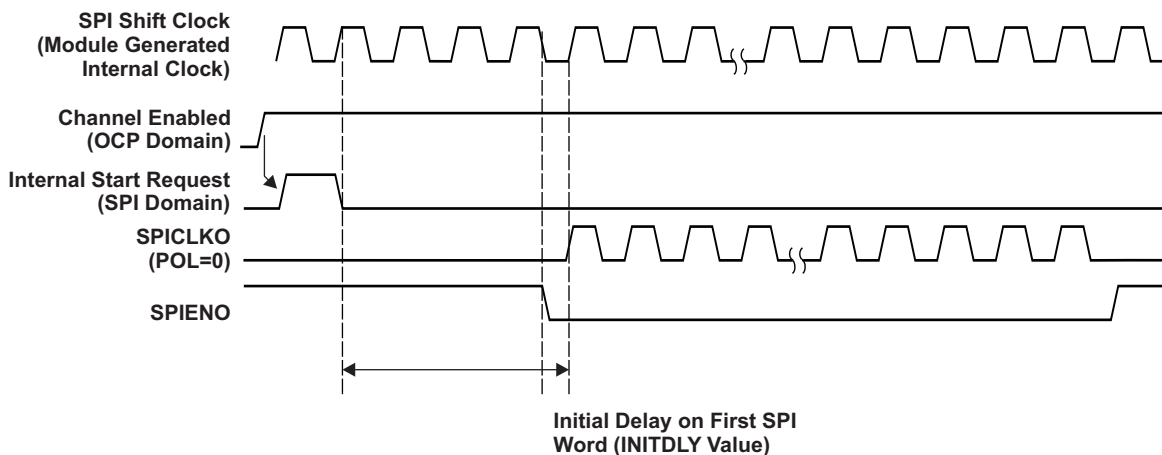 SPI Shift Clock
(Module Generated
Internal Clock)
Channel Enabled
(OCP Domain)
Internal Start Request
(SPI Domain)
SPICLKO
(POL=0)
SPIENO
Initial Delay on First SPI
Word (INITDLY Value)